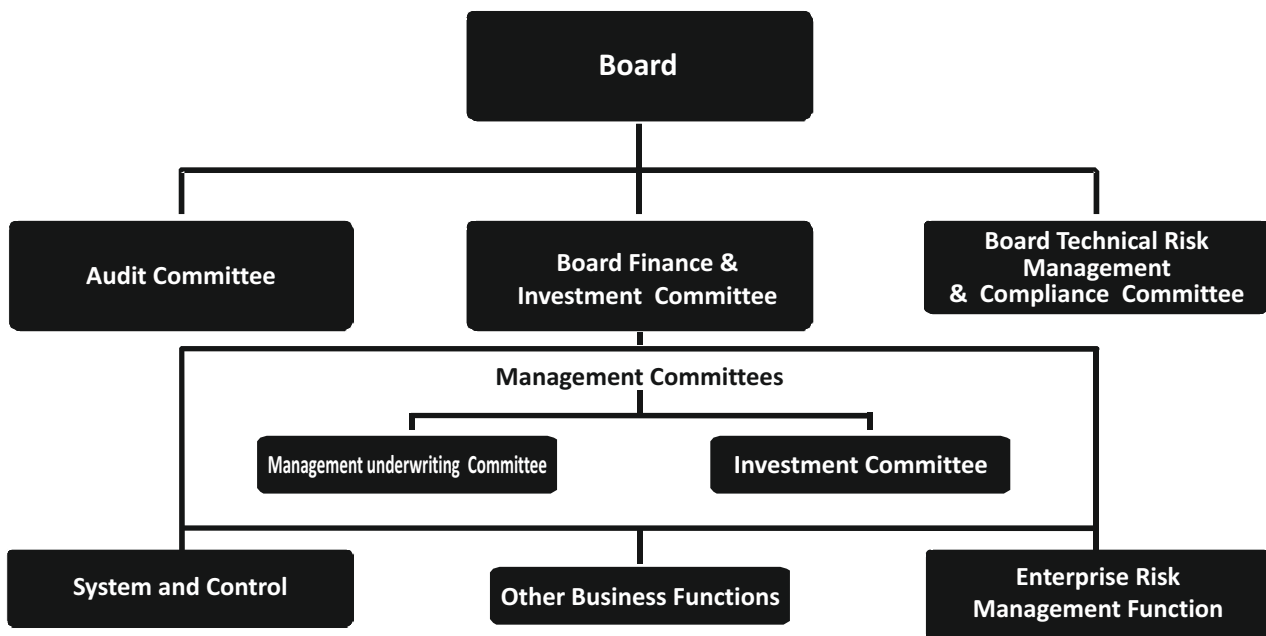 Board
Audit Committee
Board Finance &
Investment Committee
Board Technical Risk
Management
& Compliance Committee
Management Committees
Management underwriting Committee
Investment Committee
System and Control
Other Business Functions
Enterprise Risk
Management Function